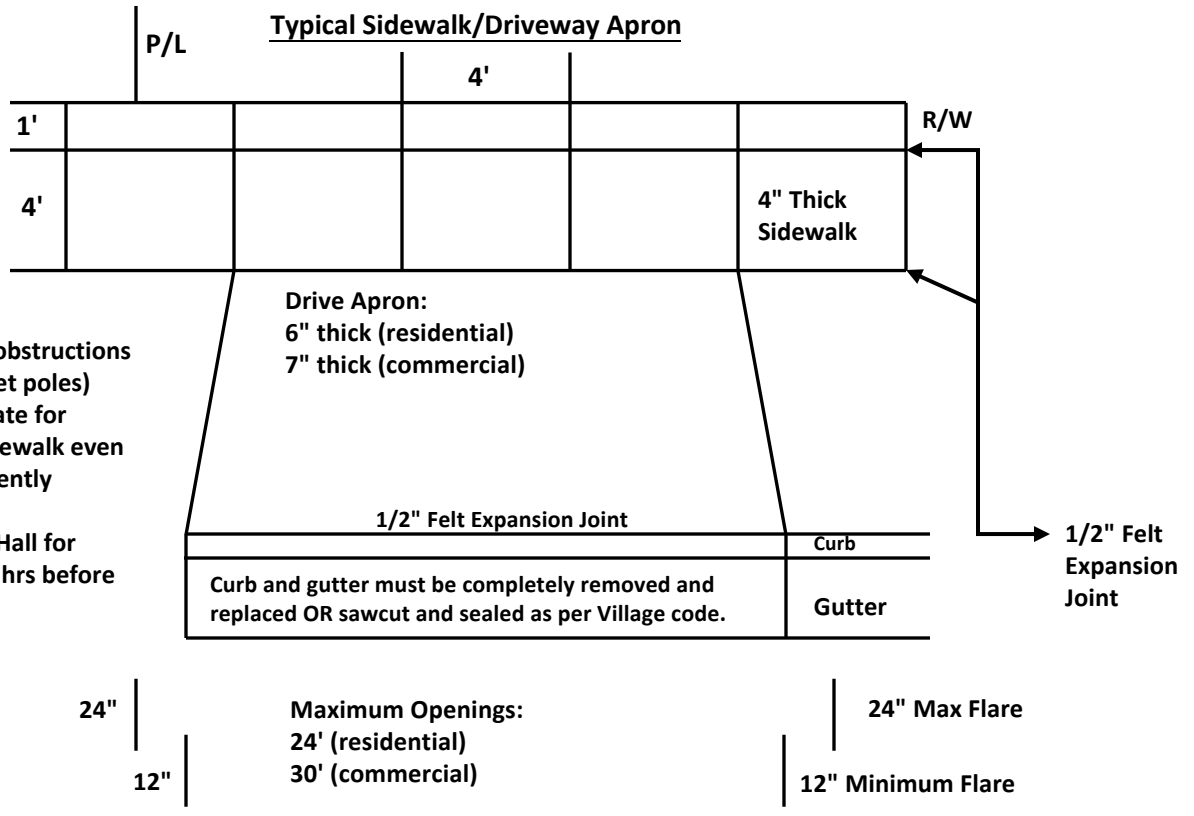 Typical Sidewalk/Driveway Apron
P/L
4'
1'
R/W
4'
4" Thick
Sidewalk
Drive Apron:
6" thick (residential)
7" thick (commercial)
obstructions
et poles)
ate for
ewalk even
ently
Hall for
hrs before
1/2" Felt Expansion Joint
Curb
1/2" Felt
Expansion
Joint
Curb and gutter must be completely removed and
replaced OR sawcut and sealed as per Village code.
Gutter
24"
Maximum Openings:
24' (residential)
30' (commercial)
24" Max Flare
12"
12" Minimum Flare